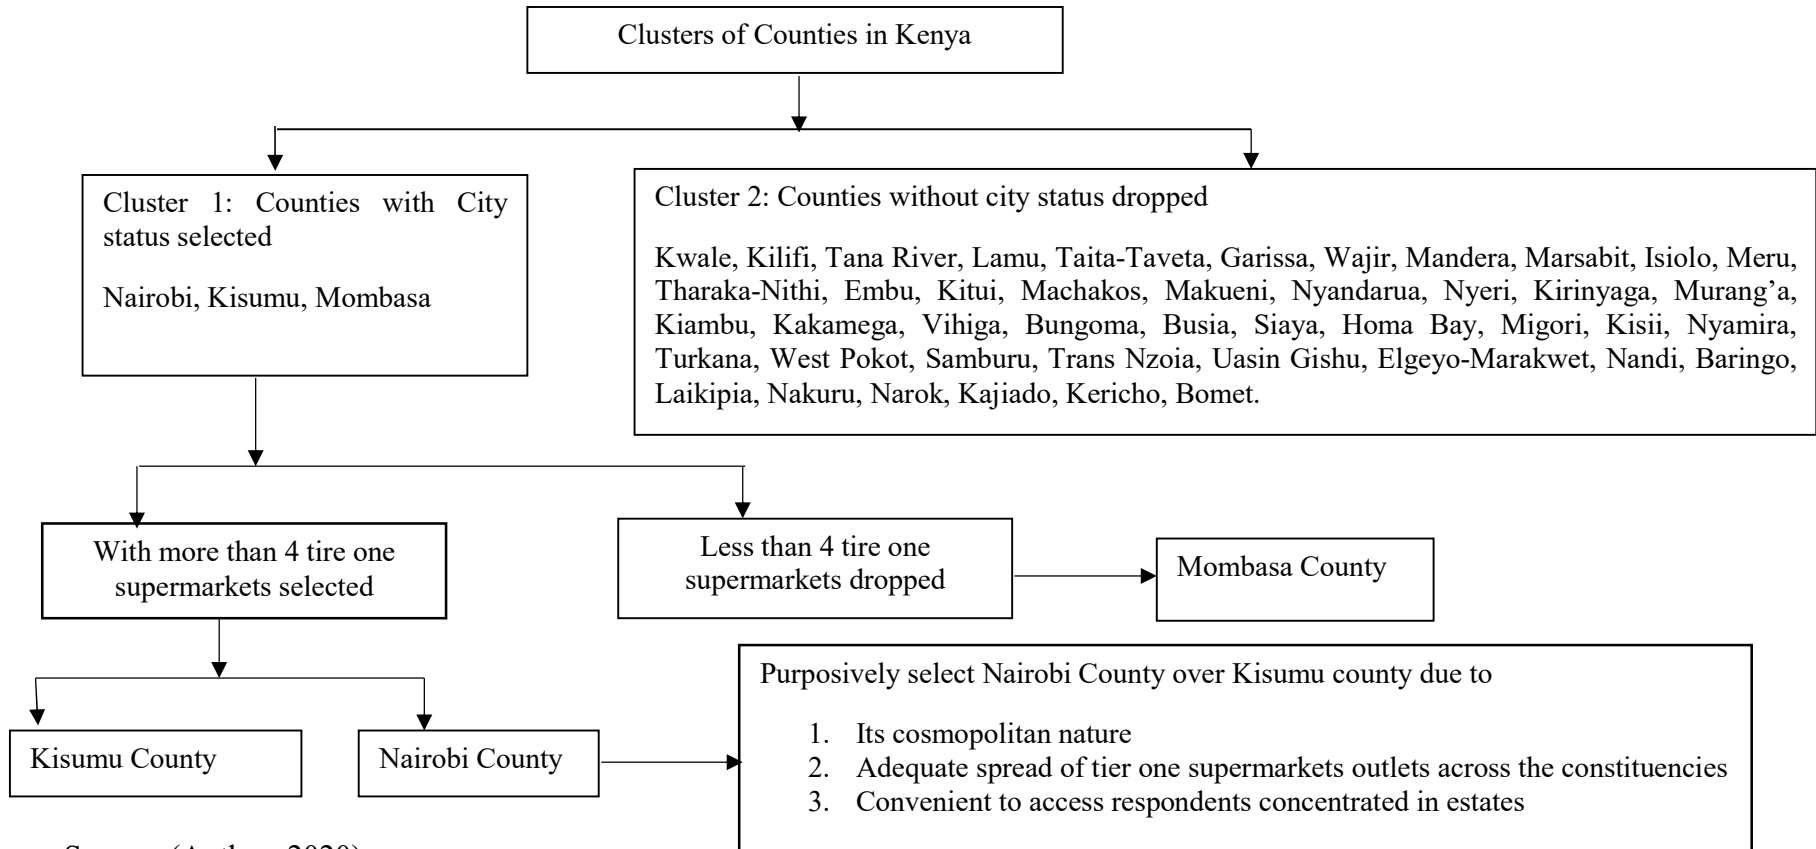 Clusters of Counties in Kenya
Cluster 1: Counties with City
status selected
Nairobi, Kisumu, Mombasa
Cluster 2: Counties without city status dropped
Kwale, Kilifi, Tana River, Lamu, Taita-Taveta, Garissa, Wajir, Mandera, Marsabit, Isiolo, Meru,
Tharaka-Nithi, Embu, Kitui, Machakos, Makueni, Nyandarua, Nyeri, Kirinyaga, Murang’a,
Kiambu, Kakamega, Vihiga, Bungoma, Busia, Siaya, Homa Bay, Migori, Kisii, Nyamira,
Turkana, West Pokot, Samburu, Trans Nzoia, Uasin Gishu, Elgeyo-Marakwet, Nandi, Baringo,
Laikipia, Nakuru, Narok, Kajiado, Kericho, Bomet.
With more than 4 tire one
supermarkets selected
Less than 4 tire one
supermarkets dropped
Mombasa County
Kisumu County
Nairobi County
Purposively select Nairobi County over Kisumu county due to
1. Its cosmopolitan nature
2. Adequate spread of tier one supermarkets outlets across the constituencies
3. Convenient to access respondents concentrated in estates